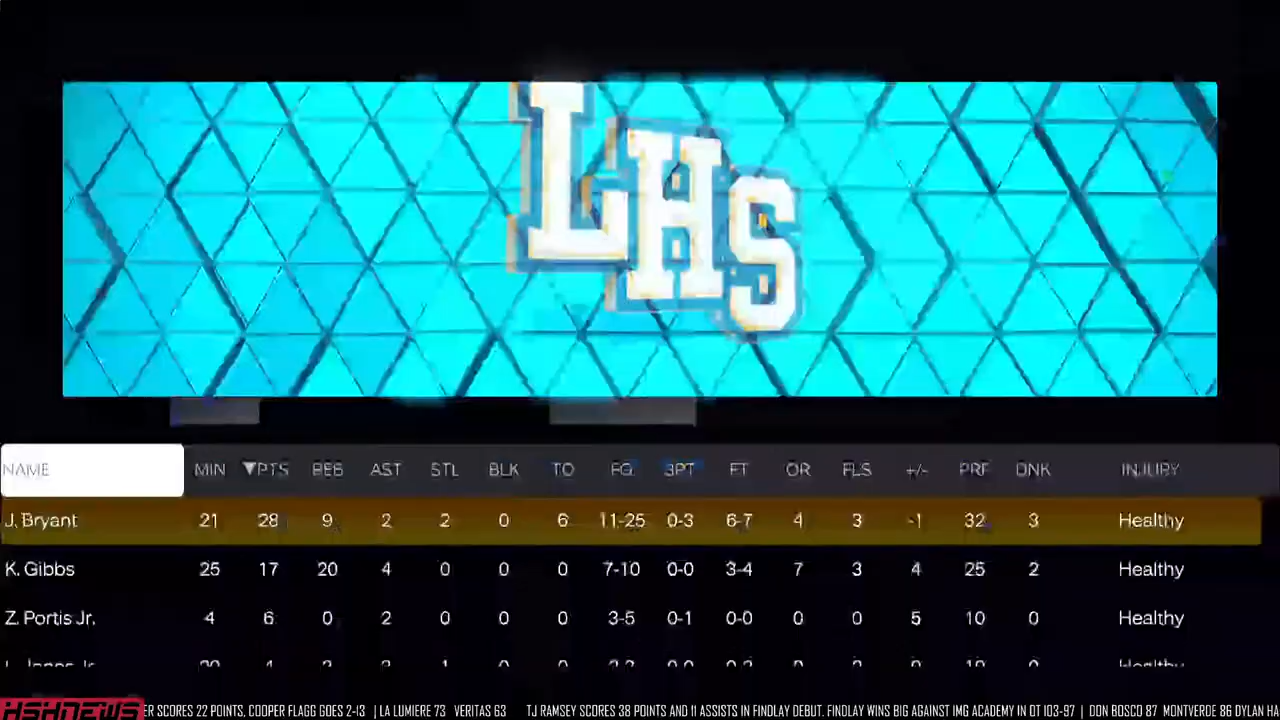 LHS
NAME MIN ▼PTS REB AST STL BLK TO FG 3PT FT OR FLS +/- PRF DNK INJURY
J. Bryant 21 28 9 2 2 0 6 11-25 0-3 6-7 4 3 -1 32 3 Healthy
K. Gibbs 25 17 20 4 0 0 0 7-10 0-0 3-4 7 3 4 25 2 Healthy
Z. Portis Jr. 4 6 0 2 0 0 0 3-5 0-1 0-0 0 0 5 10 0 Healthy
HSHNEWS ER SCORES 22 POINTS, COOPER FLAGG GOES 2-13 | LA LUMIERE 73 VERITAS 63 TJ RAMSEY SCORES 38 POINTS AND 11 ASSISTS IN FINDLAY DEBUT. FINDLAY WINS BIG AGAINST IMG ACADEMY IN OT 103-97 | DON BOSCO 87 MONTVERDE 86 DYLAN HA